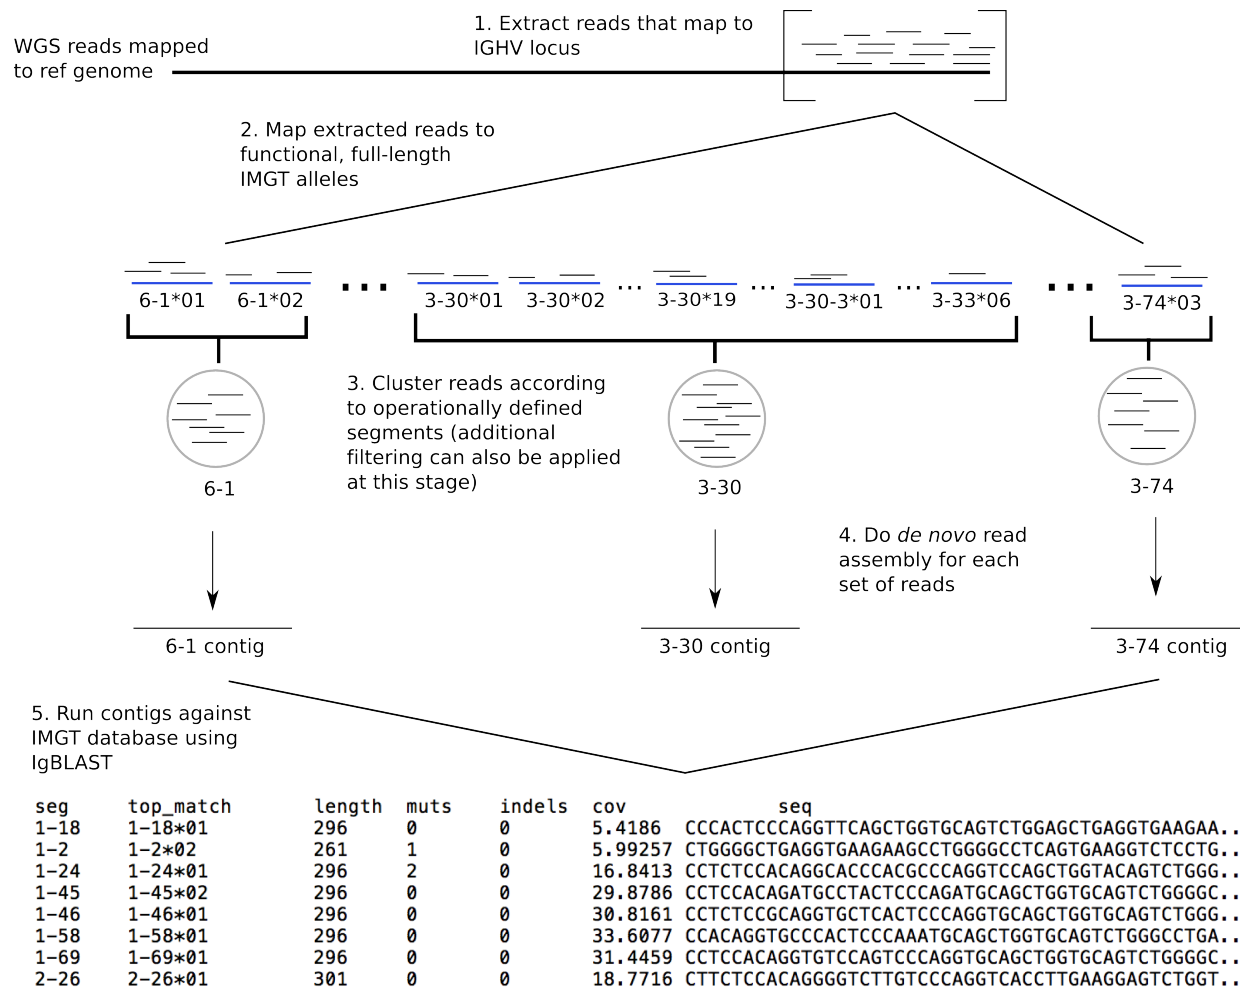 1. Extract reads that map to
IGHV locus
WGS reads mapped
to ref genome
2. Map extracted reads to
functional, full-length
IMGT alleles
6-1*01 6-1*02 ... 3-30*01 3-30*02 ... 3-30*19 ... 3-30-3*01 ... 3-33*06 ... 3-74*03
3. Cluster reads according
to operationally defined
segments (additional
filtering can also be applied
at this stage)
6-1 3-30 3-74
4. Do de novo read
assembly for each
set of reads
6-1 contig 3-30 contig 3-74 contig
5. Run contigs against
IMGT database using
IgBLAST
seg top_match length muts indels cov seq
1-18 1-18*01 296 0 0 5.4186 CCCACTCCCAGGTTCAGCTGGTGCAGTCTGGAGCTGAGGTGAAGAA..
1-2 1-2*02 261 1 0 5.99257 CTGGGGCTGAGGTGAAGAAGCCTGGGGCCTCAGTGAAGGTCTCCTG..
1-24 1-24*01 296 2 0 16.8413 CCTCTCCACAGGCACCCACGCCCAGGTCCAGCTGGTACAGTCTGGG..
1-45 1-45*02 296 0 0 29.8786 CCTCCACAGATGCCTACTCCCAGATGCAGCTGGTGCAGTCTGGGGC..
1-46 1-46*01 296 0 0 30.8161 CCTCTCCGCAGGTGCTCACTCCCAGGTGCAGCTGGTGCAGTCTGGG..
1-58 1-58*01 296 0 0 33.6077 CCACAGGTGCCCACTCCCAAATGCAGCTGGTGCAGTCTGGGCCTGA..
1-69 1-69*01 296 0 0 31.4459 CCTCCACAGGTGTCCAGTCCCAGGTGCAGCTGGTGCAGTCTGGGGC..
2-26 2-26*01 301 0 0 18.7716 CTTCTCCACAGGGGTCTTGTCCCAGGTCACCTTGAAGGAGTCTGGT..